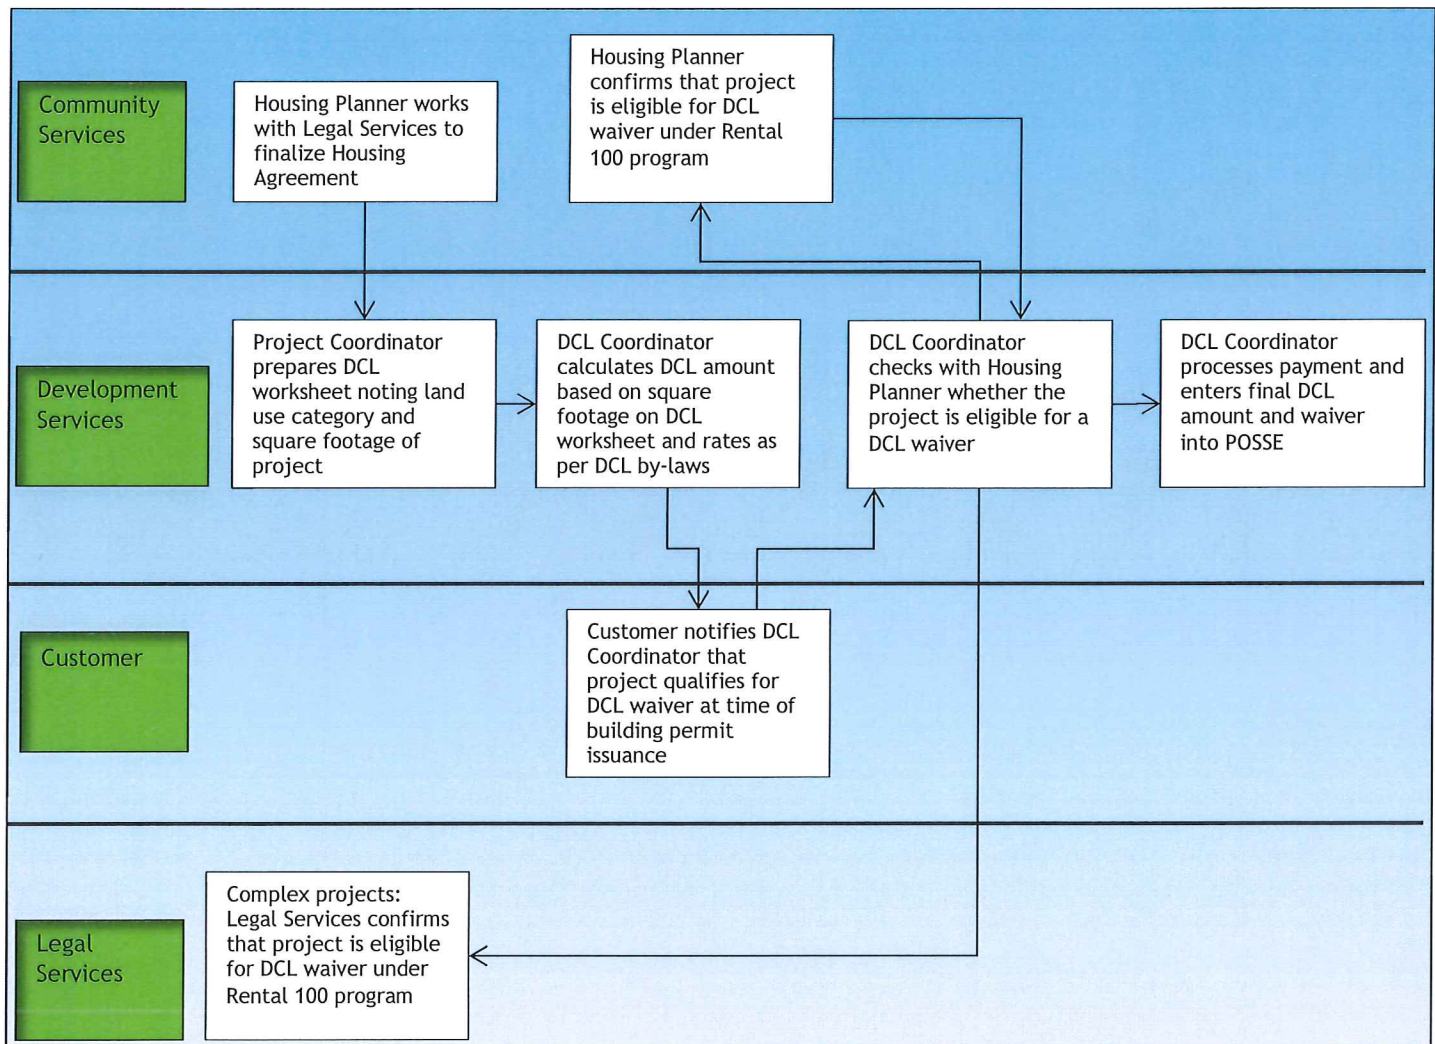 Community
Services
Housing Planner works
with Legal Services to
finalize Housing
Agreement
Housing Planner
confirms that project
is eligible for DCL
waiver under Rental
100 program
Development
Services
Project Coordinator
prepares DCL
worksheet noting land
use category and
square footage of
project
DCL Coordinator
calculates DCL amount
based on square
footage on DCL
worksheet and rates as
per DCL by-laws
DCL Coordinator
checks with Housing
Planner whether the
project is eligible for a
DCL waiver
DCL Coordinator
processes payment and
enters final DCL
amount and waiver
into POSSE
Customer
Customer notifies DCL
Coordinator that
project qualifies for
DCL waiver at time of
building permit
issuance
Legal
Services
Complex projects:
Legal Services confirms
that project is eligible
for DCL waiver under
Rental 100 program